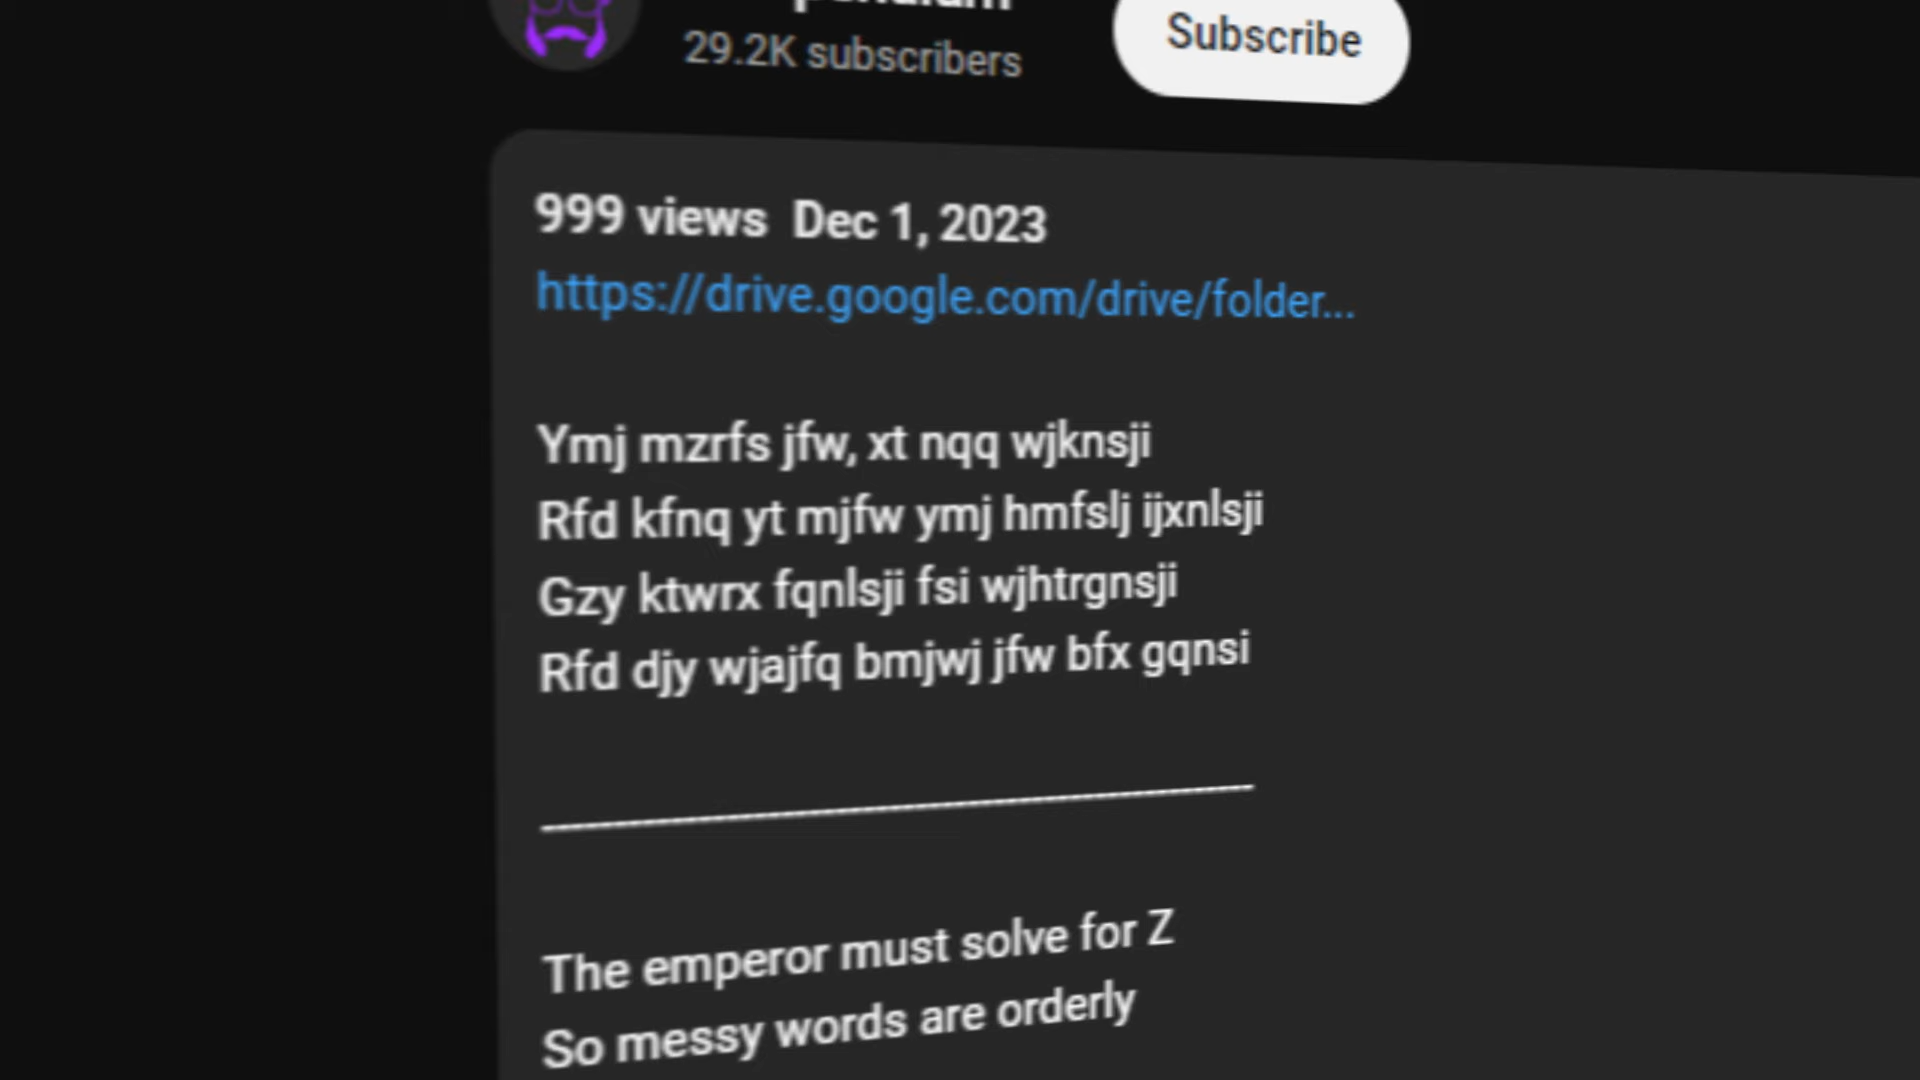 29.2K subscribers
Subscribe
999 views Dec 1, 2023
https://drive.google.com/drive/folder...
Ymj mzrfs jfw, xt nqq wjknsji
Rfd kfnq yt mjfw ymj hmfslj ijxnlsji
Gzy ktwrx fqnlsji fsi wjhtrgnsji
Rfd djy wjajfq bmjwj jfw bfx gqnsi
The emperor must solve for Z
So messy words are orderly